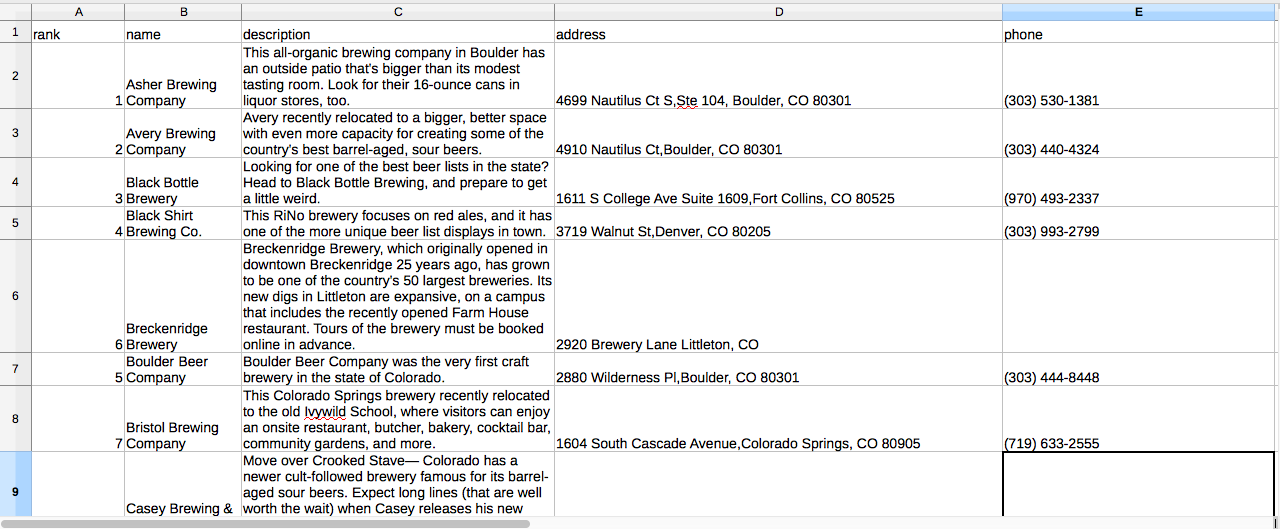 A B C D E
1 rank name description address phone
2 This all-organic brewing company in Boulder has
an outside patio that's bigger than its modest
Asher Brewing tasting room. Look for their 16-ounce cans in
1 Company liquor stores, too. 4699 Nautilus Ct S,Ste 104, Boulder, CO 80301 (303) 530-1381
3 Avery recently relocated to a bigger, better space
Avery Brewing with even more capacity for creating some of the
2 Company country's best barrel-aged, sour beers. 4910 Nautilus Ct,Boulder, CO 80301 (303) 440-4324
4 Looking for one of the best beer lists in the state?
Black Bottle Head to Black Bottle Brewing, and prepare to get
3 Brewery a little weird. 1611 S College Ave Suite 1609,Fort Collins, CO 80525 (970) 493-2337
5 Black Shirt This RiNo brewery focuses on red ales, and it has
4 Brewing Co. one of the more unique beer list displays in town. 3719 Walnut St,Denver, CO 80205 (303) 993-2799
6 Breckenridge Brewery, which originally opened in
downtown Breckenridge 25 years ago, has grown
to be one of the country's 50 largest breweries. Its
new digs in Littleton are expansive, on a campus
that includes the recently opened Farm House
Breckenridge restaurant. Tours of the brewery must be booked
6 Brewery online in advance. 2920 Brewery Lane Littleton, CO
7 Boulder Beer Boulder Beer Company was the very first craft
5 Company brewery in the state of Colorado. 2880 Wilderness Pl,Boulder, CO 80301 (303) 444-8448
8 This Colorado Springs brewery recently relocated
to the old Ivywild School, where visitors can enjoy
Bristol Brewing an onsite restaurant, butcher, bakery, cocktail bar,
7 Company community gardens, and more. 1604 South Cascade Avenue,Colorado Springs, CO 80905 (719) 633-2555
9 Move over Crooked Stave— Colorado has a
newer cult-followed brewery famous for its barrel-
aged sour beers. Expect long lines (that are well
Casey Brewing & worth the wait) when Casey releases his new